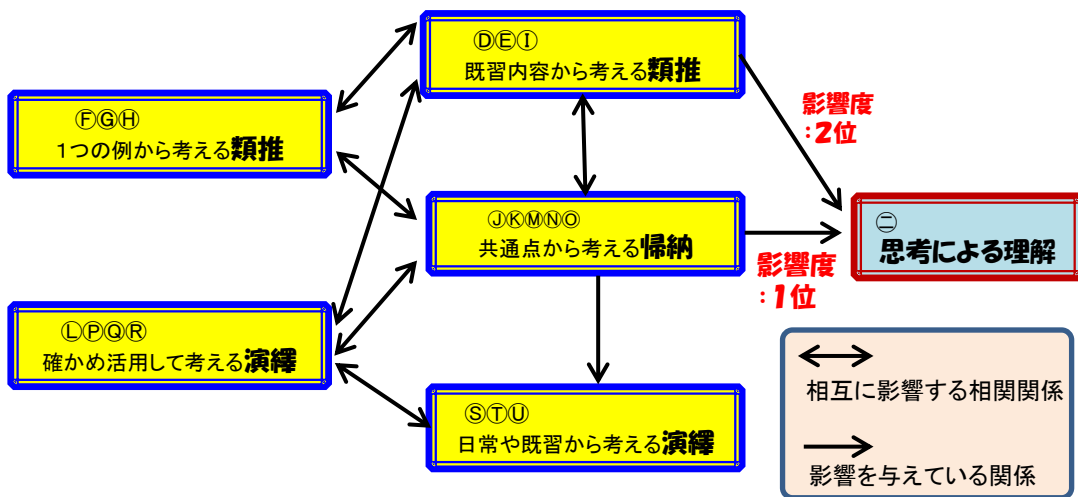 ⒹⒺⒾ
既習内容から考える類推
影響度
:2位
ⒻⒼⒽ
1つの例から考える類推
ⒿⓀⓂⓃⓄ
共通点から考える帰納
㊁
思考による理解
影響度
:1位
ⓁⓅⓆⓇ
確かめ活用して考える演繹
相互に影響する相関関係
ⓈⓉⓊ
日常や既習から考える演繹
影響を与えている関係